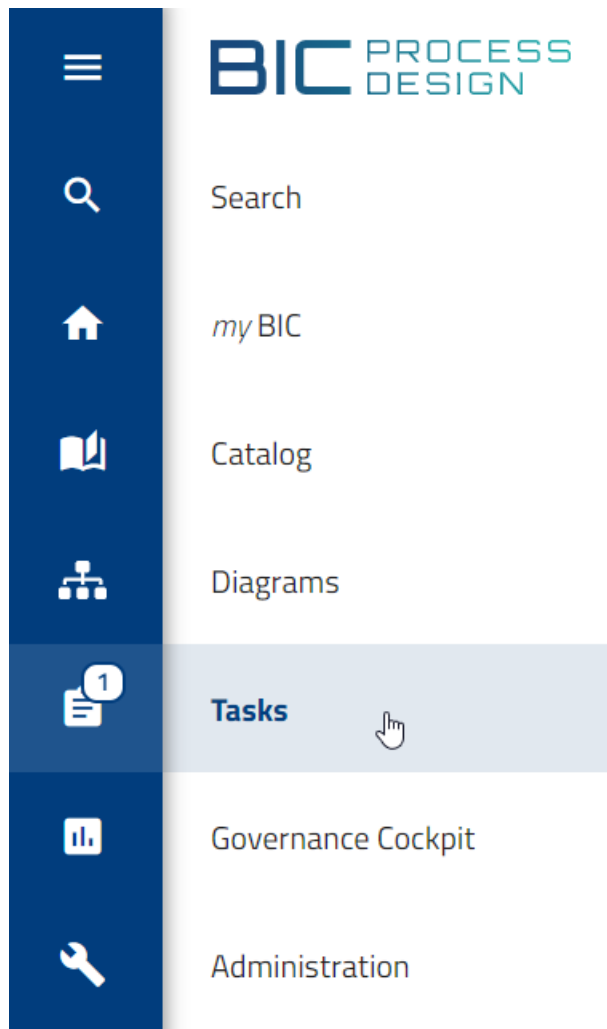 BIC PROCESS
DESIGN
Search
my BIC
Catalog
Diagrams
1
Tasks
Governance Cockpit
Administration